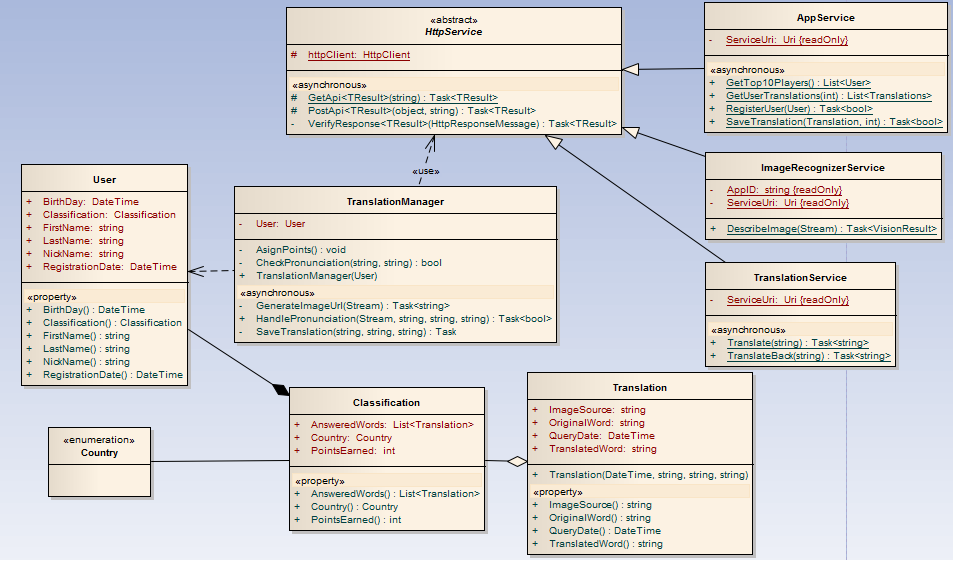 «abstract»
HttpService
# httpClient: HttpClient
«asynchronous»
# GetApi<TResult>(string) : Task<TResult>
# PostApi<TResult>(object, string) : Task<TResult>
- VerifyResponse<TResult>(HttpResponseMessage) : Task<TResult>
AppService
- ServiceUri: Uri {readOnly}
«asynchronous»
+ GetTop10Players() : List<User>
+ GetUserTranslations(int) : List<Translations>
+ RegisterUser(User) : Task<bool>
+ SaveTranslation(Translation, int) : Task<bool>
ImageRecognizerService
- AppID: string {readOnly}
- ServiceUri: Uri {readOnly}
+ DescribeImage(Stream) : Task<VisionResult>
«use»
User
+ BirthDay: DateTime
+ Classification: Classification
+ FirstName: string
+ LastName: string
+ NickName: string
+ RegistrationDate: DateTime
«property»
+ BirthDay() : DateTime
+ Classification() : Classification
+ FirstName() : string
+ LastName() : string
+ NickName() : string
+ RegistrationDate() : DateTime
TranslationManager
- User: User
- AsignPoints() : void
- CheckPronunciation(string, string) : bool
+ TranslationManager(User)
«asynchronous»
- GenerateImageUrl(Stream) : Task<string>
+ HandlePronunciation(Stream, string, string, string) : Task<bool>
- SaveTranslation(string, string, string) : Task
TranslationService
- ServiceUri: Uri {readOnly}
«asynchronous»
+ Translate(string) : Task<string>
+ TranslateBack(string) : Task<string>
«enumeration»
Country
Classification
+ AnsweredWords: List<Translation>
+ Country: Country
+ PointsEarned: int
«property»
+ AnsweredWords() : List<Translation>
+ Country() : Country
+ PointsEarned() : int
Translation
+ ImageSource: string
+ OriginalWord: string
+ QueryDate: DateTime
+ TranslatedWord: string
+ Translation(DateTime, string, string, string)
«property»
+ ImageSource() : string
+ OriginalWord() : string
+ QueryDate() : DateTime
+ TranslatedWord() : string